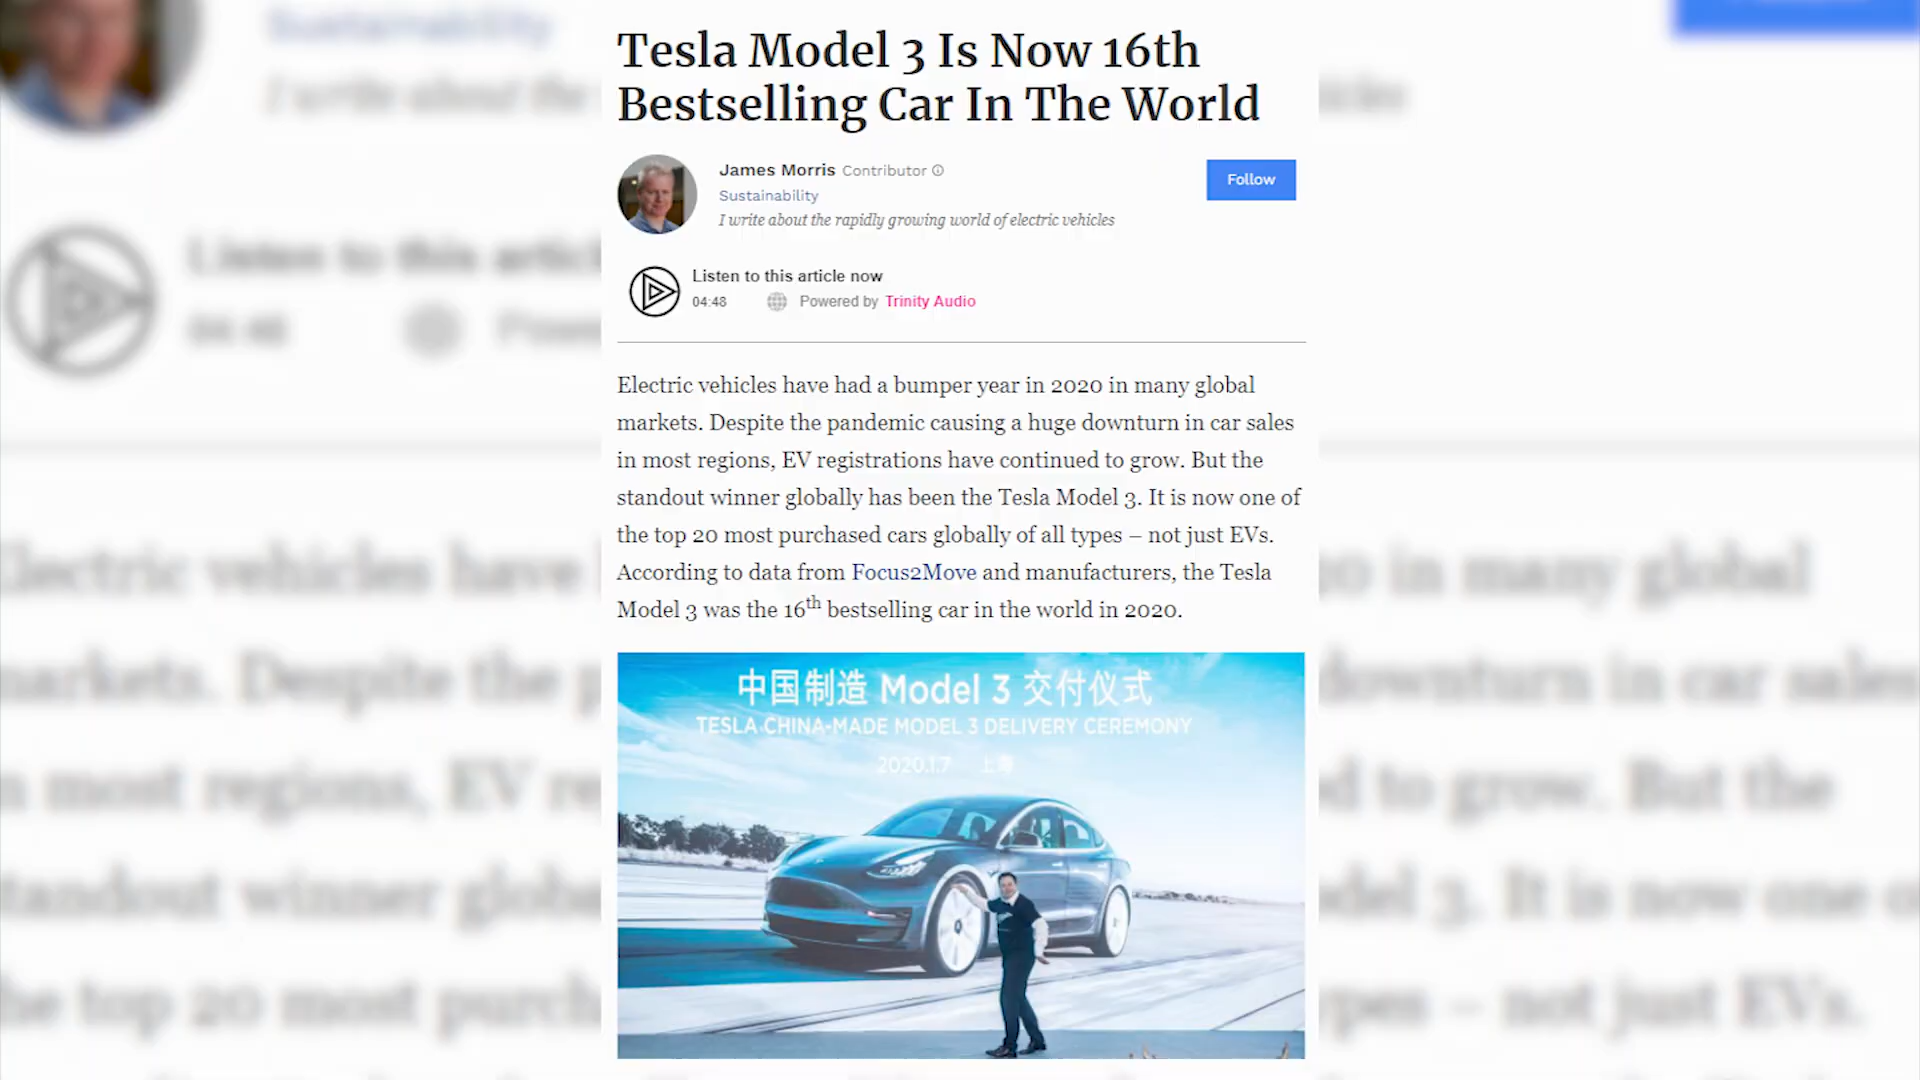 Tesla Model 3 Is Now 16th
Bestselling Car In The World
James Morris Contributor
Sustainability
I write about the rapidly growing world of electric vehicles
Follow
Listen to this article now
04:48 Powered by Trinity Audio
Electric vehicles have had a bumper year in 2020 in many global
markets. Despite the pandemic causing a huge downturn in car sales
in most regions, EV registrations have continued to grow. But the
standout winner globally has been the Tesla Model 3. It is now one of
the top 20 most purchased cars globally of all types – not just EVs.
According to data from Focus2Move and manufacturers, the Tesla
Model 3 was the 16th bestselling car in the world in 2020.
中国制造 Model 3 交付仪式
TESLA CHINA-MADE MODEL 3 DELIVERY CEREMONY
2020.1.7 上海